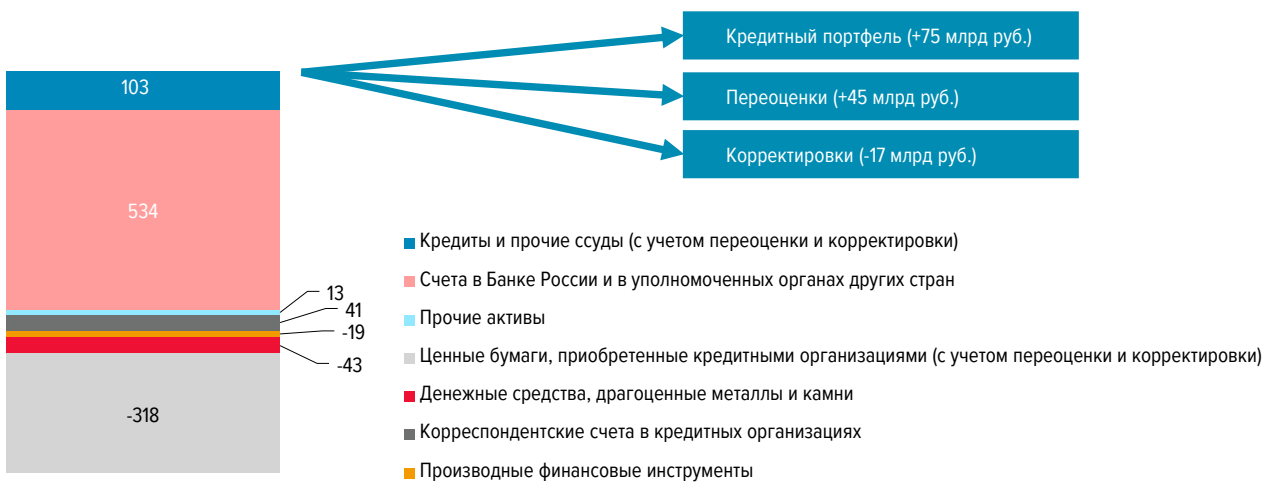 Кредитный портфель (+75 млрд руб.)
103
Переоценки (+45 млрд руб.)
Корректировки (-17 млрд руб.)
534
Кредиты и прочие ссуды (с учетом переоценки и корректировки)
Счета в Банке России и в уполномоченных органах других стран
13
41
-19
-43
Прочие активы
Ценные бумаги, приобретенные кредитными организациями (с учетом переоценки и корректировки)
Денежные средства, драгоценные металлы и камни
-318
Корреспондентские счета в кредитных организациях
Производные финансовые инструменты